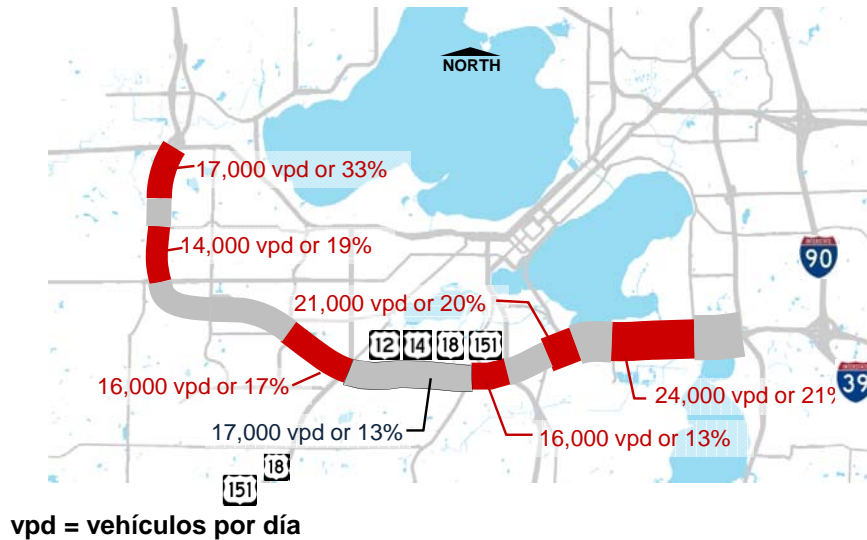 NORTH
17,000 vpd or 33%
14,000 vpd or 19%
INTERSTATE
90
21,000 vpd or 20%
12 14 18 151
INTERSTATE
39
16,000 vpd or 17%
24,000 vpd or 21%
17,000 vpd or 13%
16,000 vpd or 13%
18
151
vpd = vehículos por día